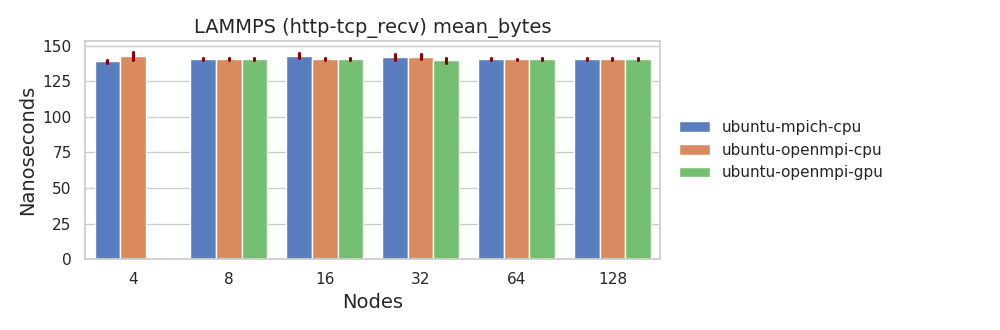 LAMMPS (http-tcp_recv) mean_bytes
150
125
100
75
50
25
0
Nanoseconds
4 8 16 32 64 128
Nodes
ubuntu-mpich-cpu
ubuntu-openmpi-cpu
ubuntu-openmpi-gpu